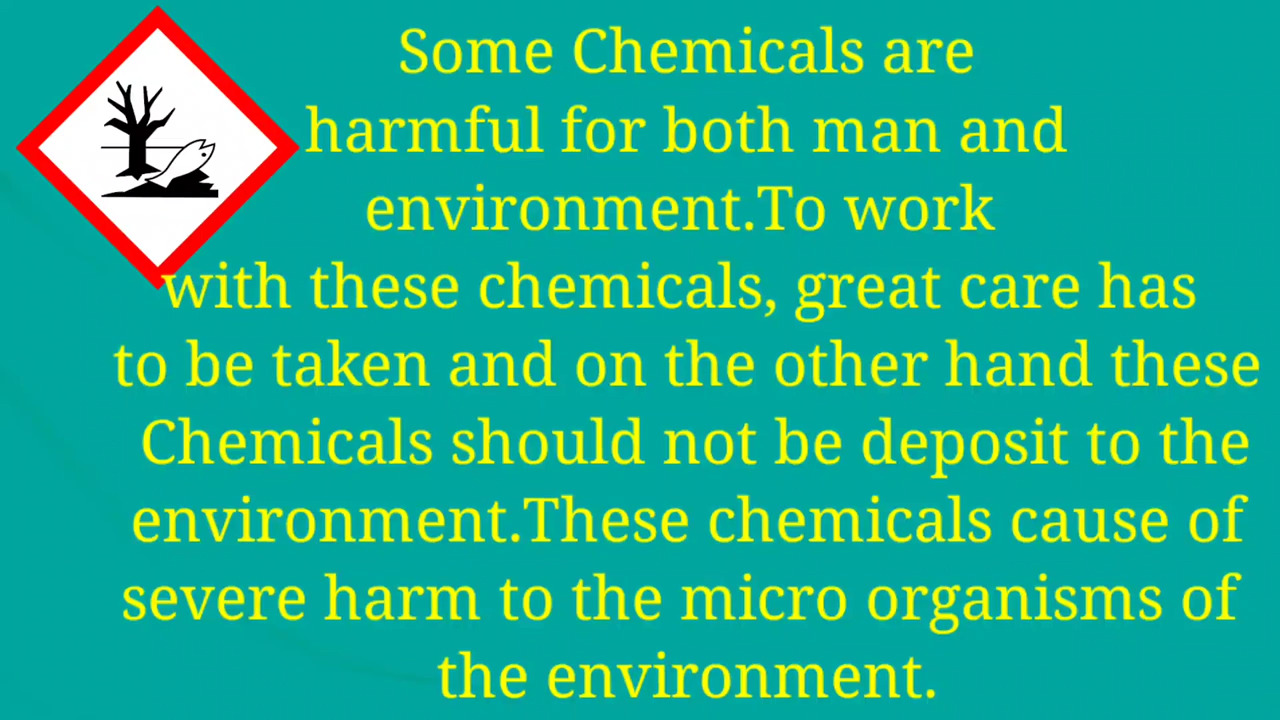 Some Chemicals are
harmful for both man and
environment.To work
with these chemicals, great care has
to be taken and on the other hand these
Chemicals should not be deposit to the
environment.These chemicals cause of
severe harm to the micro organisms of
the environment.